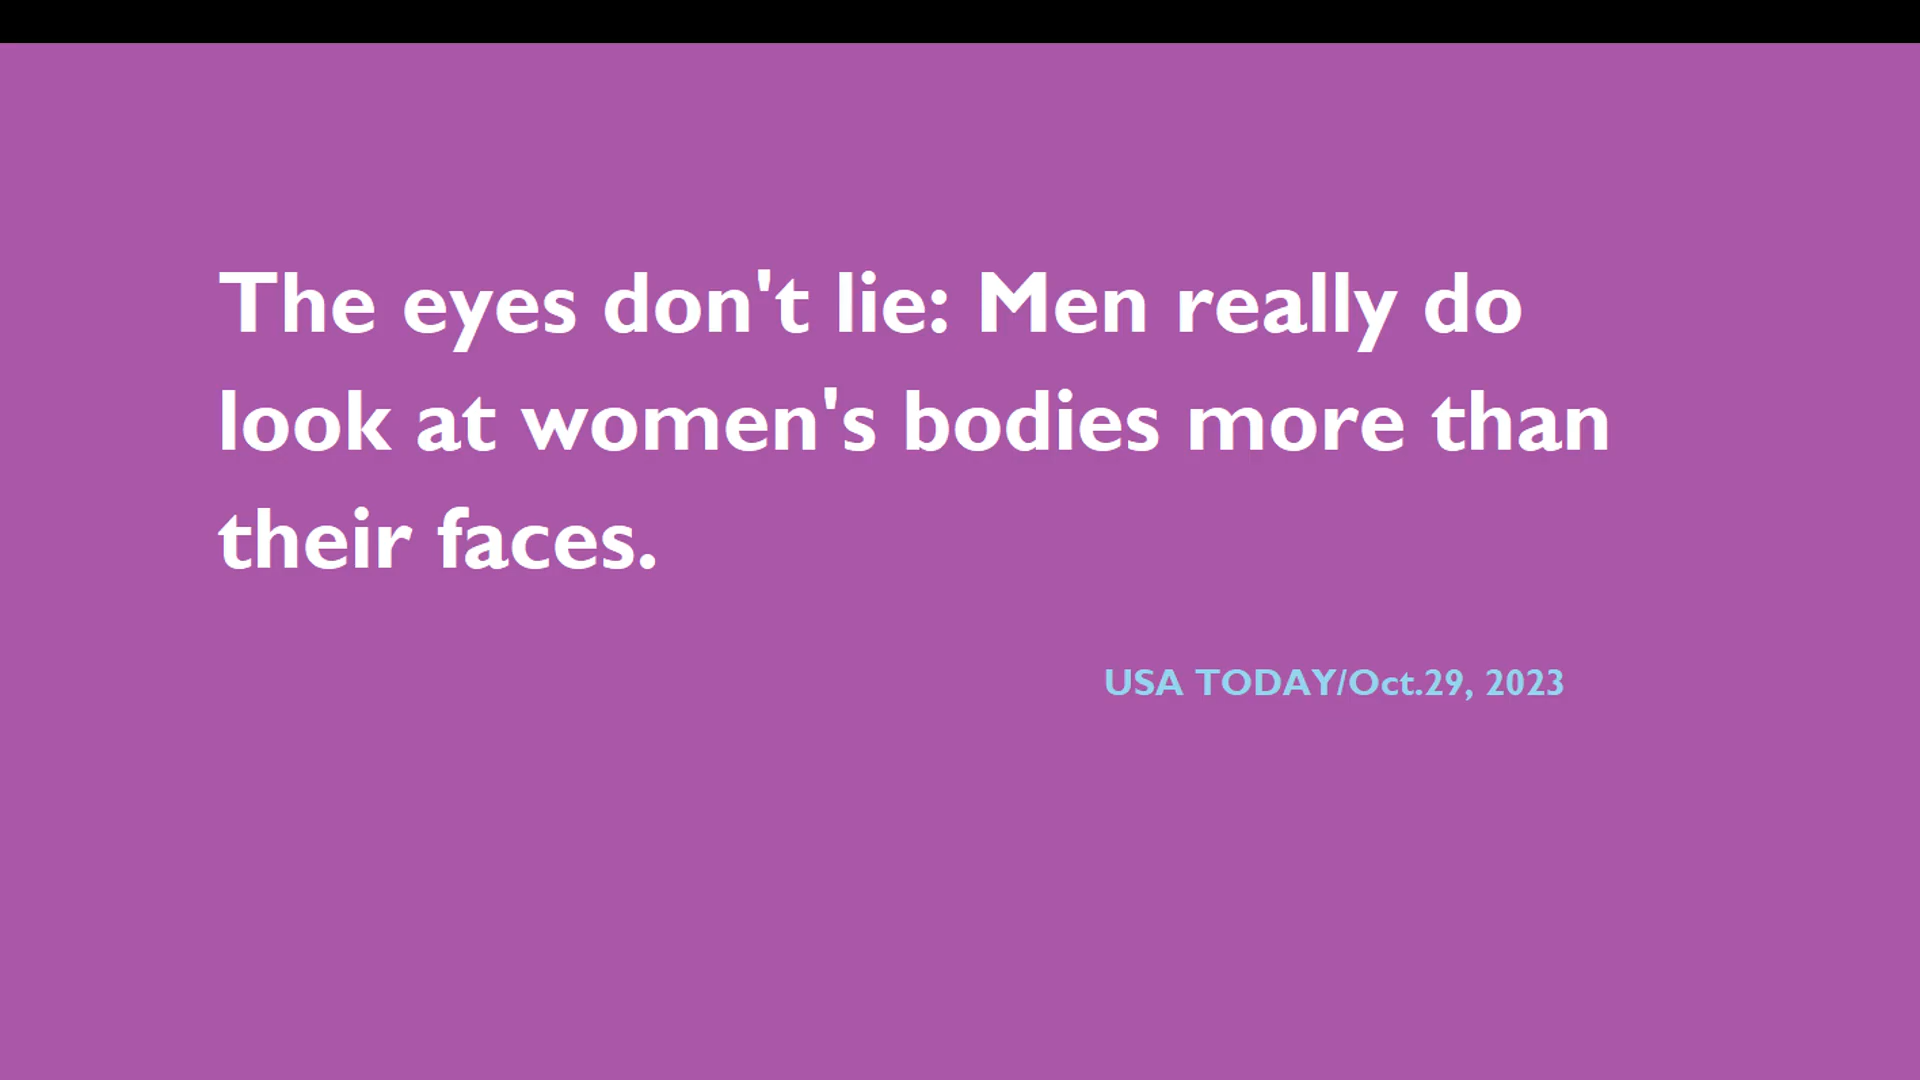 The eyes don't lie: Men really do
look at women's bodies more than
their faces.
USA TODAY/Oct.29, 2023